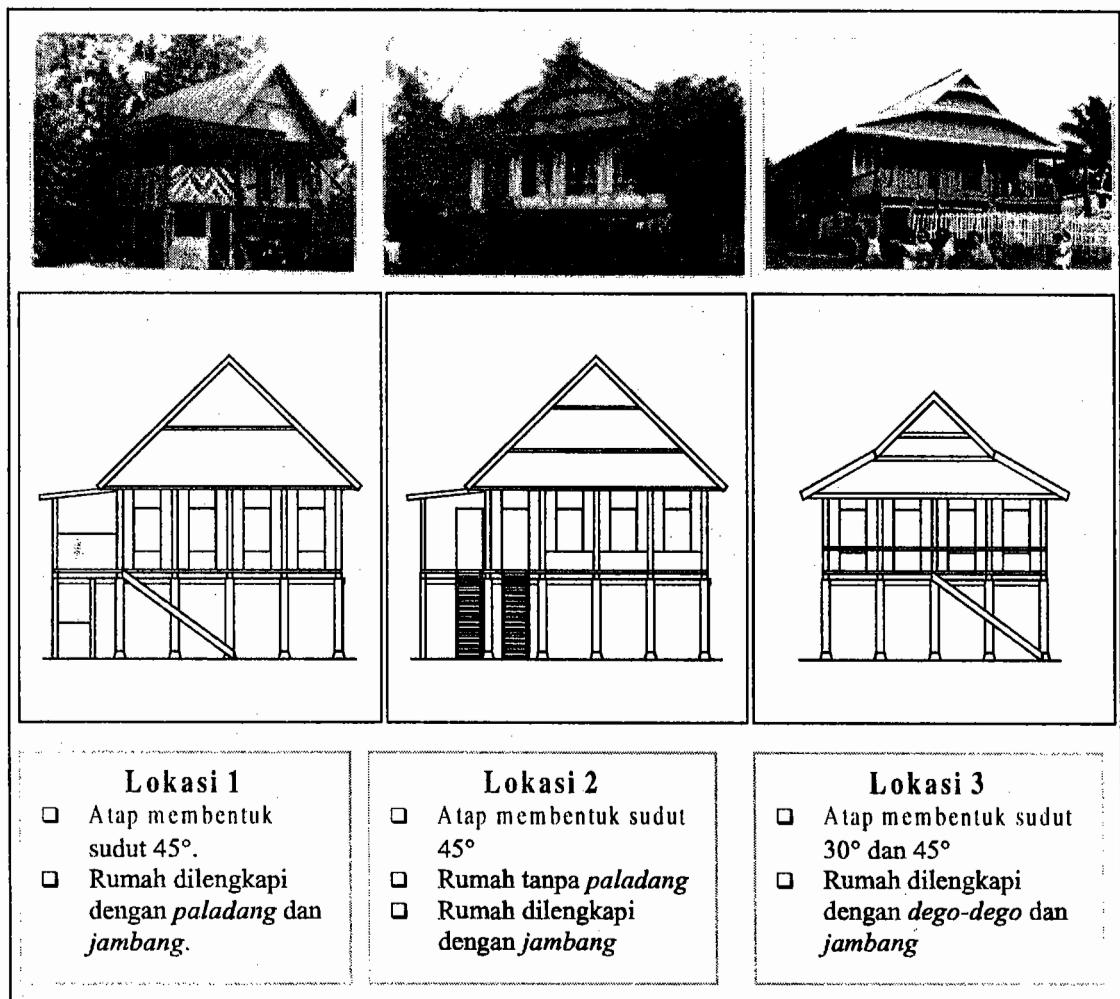 Lokasi 1
❑ Atap membentuk
sudut 45°.
❑ Rumah dilengkapi
dengan paladang dan
jambang.
Lokasi 2
❑ Atap membentuk sudut
45°
❑ Rumah tanpa paladang
❑ Rumah dilengkapi
dengan jambang
Lokasi 3
❑ Atap membentuk sudut
30° dan 45°
❑ Rumah dilengkapi
dengan dego-dego dan
jambang